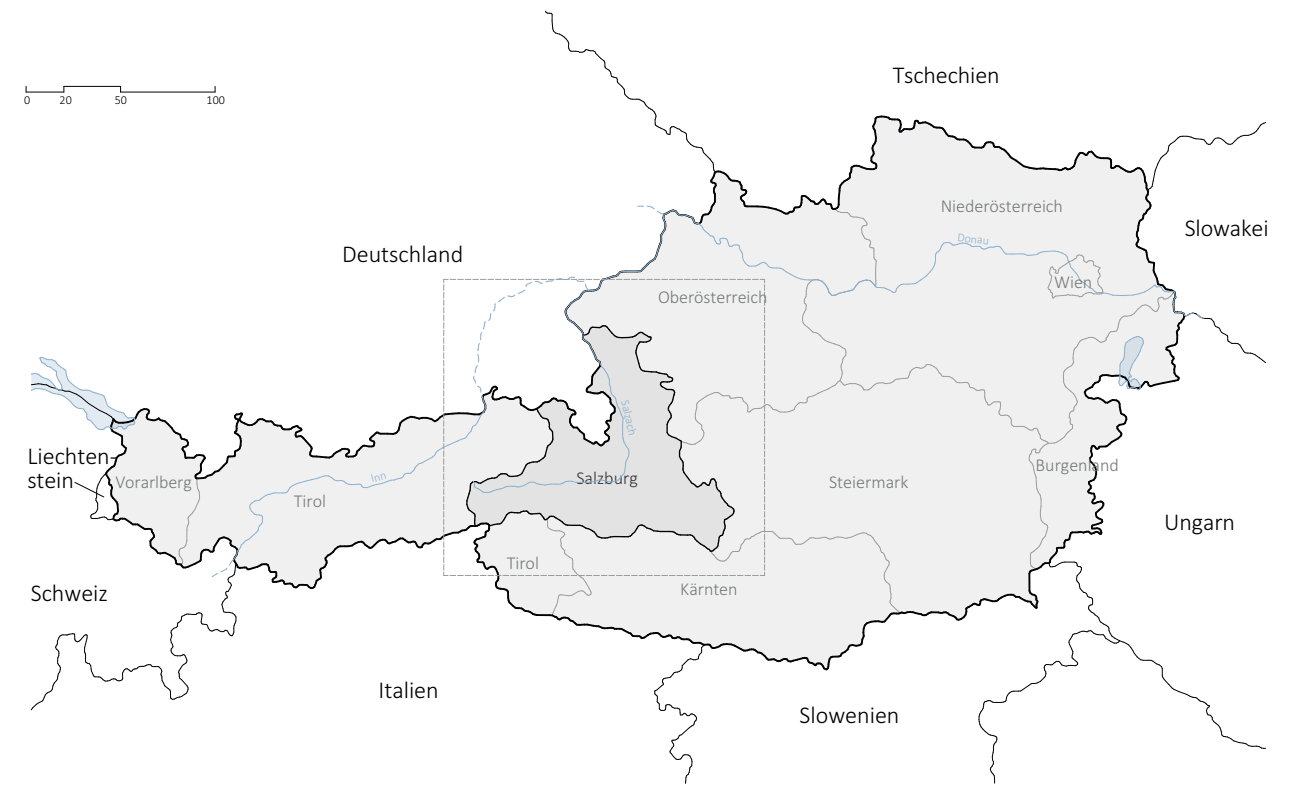 Tschechien
0 20 50 100
Niederösterreich
Slowakei
Deutschland
Donau
Wien
Oberösterreich
Salzach
Liechten-
stein
Vorarlberg
Inn
Tirol
Salzburg
Steiermark
Burgenland
Ungarn
Tirol
Kärnten
Schweiz
Italien
Slowenien